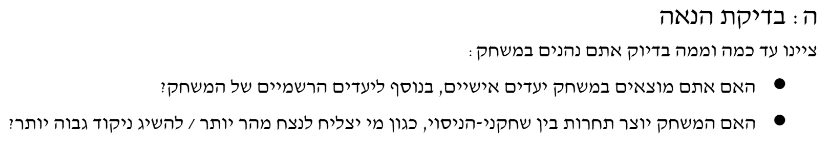 ה: בדיקת הנאה
ציינו עד כמה וממה בדיוק אתם נהנים במשחק:
● האם אתם מוצאים במשחק יעדים אישיים, בנוסף ליעדים הרשמיים של המשחק?
● האם המשחק יוצר תחרות בין שחקני-הניסוי, כגון מי יצליח לנצח מהר יותר / להשיג ניקוד גבוה יותר?